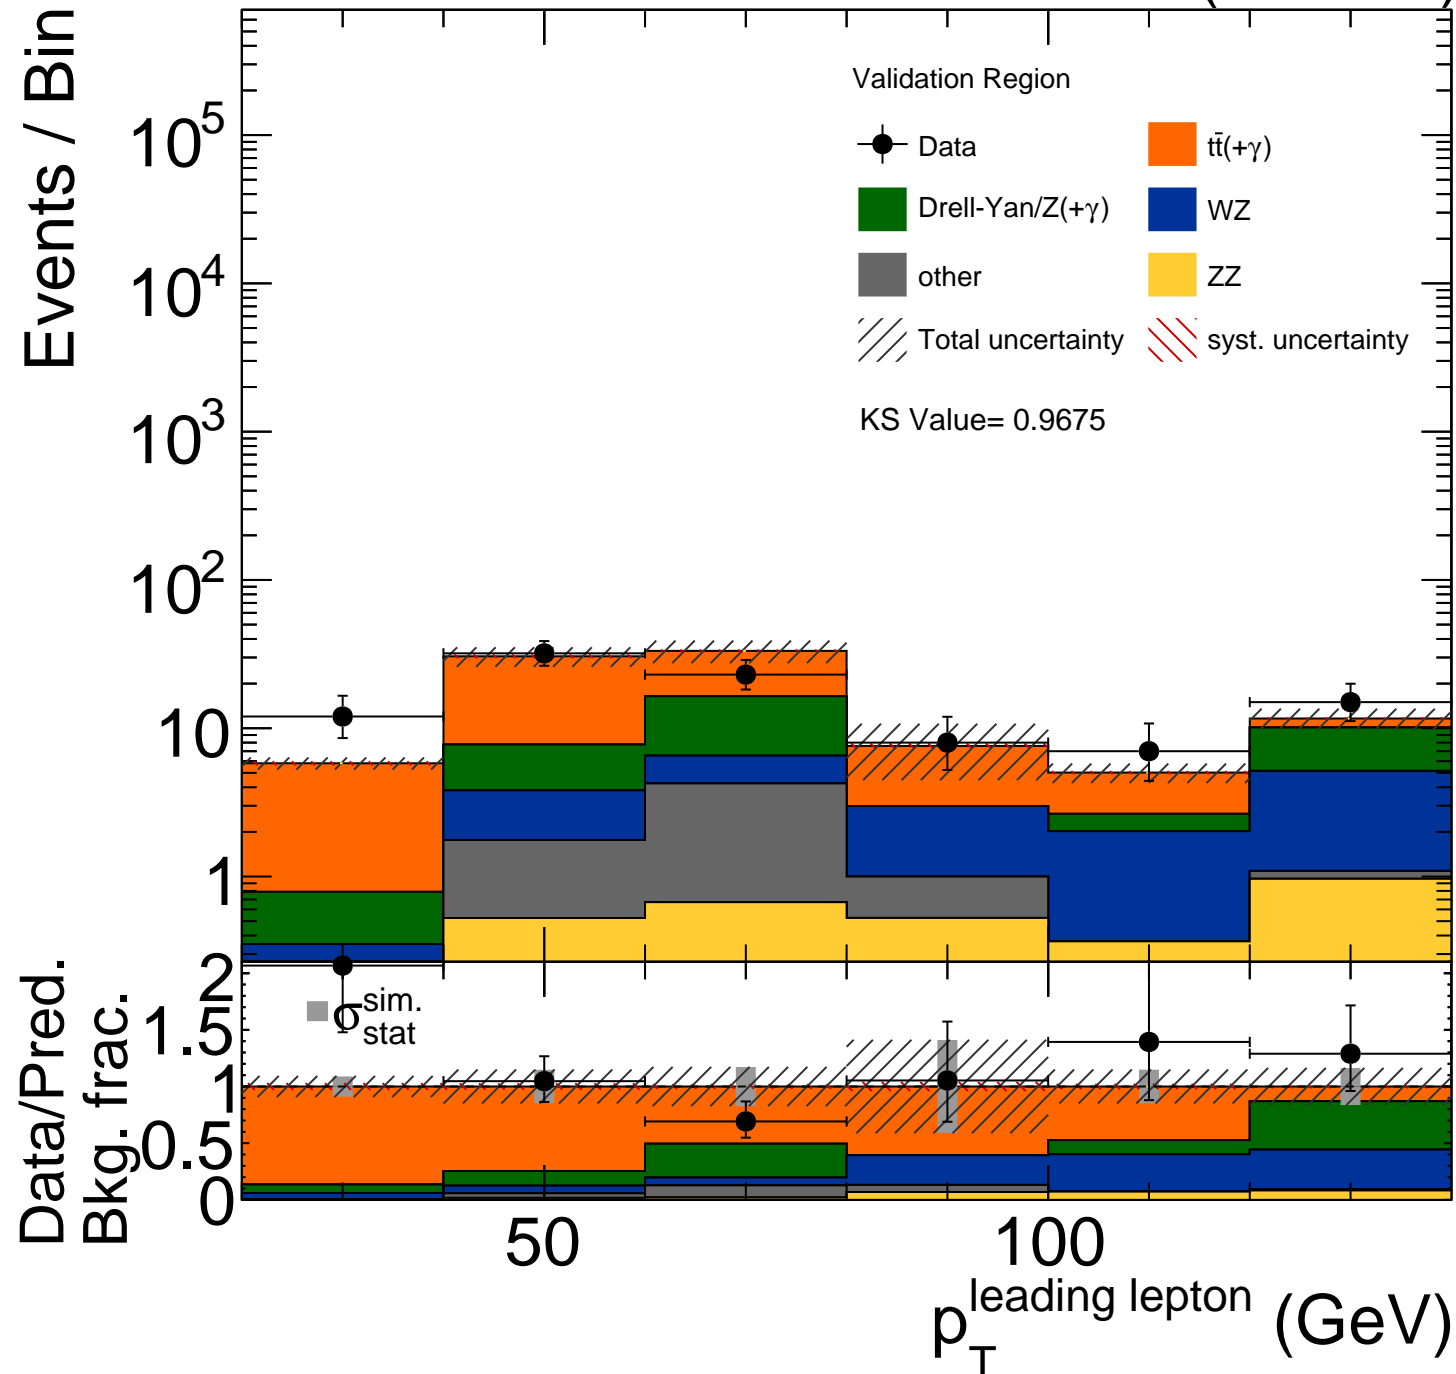 Events / Bin
10^5
10^4
10^3
10^2
10
1
Validation Region
Data
tt̄(+γ)
Drell-Yan/Z(+γ)
WZ
other
ZZ
Total uncertainty
syst. uncertainty
KS Value= 0.9675
Data/Pred.
Bkg. frac.
2
1.5
1
0.5
0
σ_stat^sim.
50
100
p_T^leading lepton (GeV)